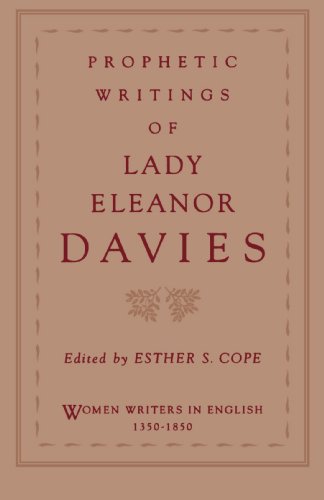 PROPHETIC
WRITINGS
OF
LADY
ELEANOR
DAVIES
Edited by ESTHER S. COPE
WOMEN WRITERS IN ENGLISH
1350-1850